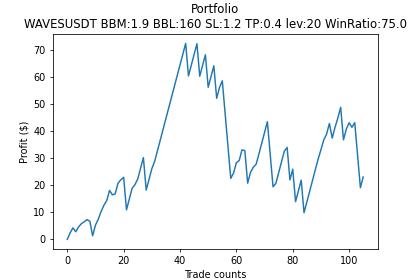 Portfolio
WAVESUSDT BBM:1.9 BBL:160 SL:1.2 TP:0.4 lev:20 WinRatio:75.0
Profit ($)
70
60
50
40
30
20
10
0
0 20 40 60 80 100
Trade counts